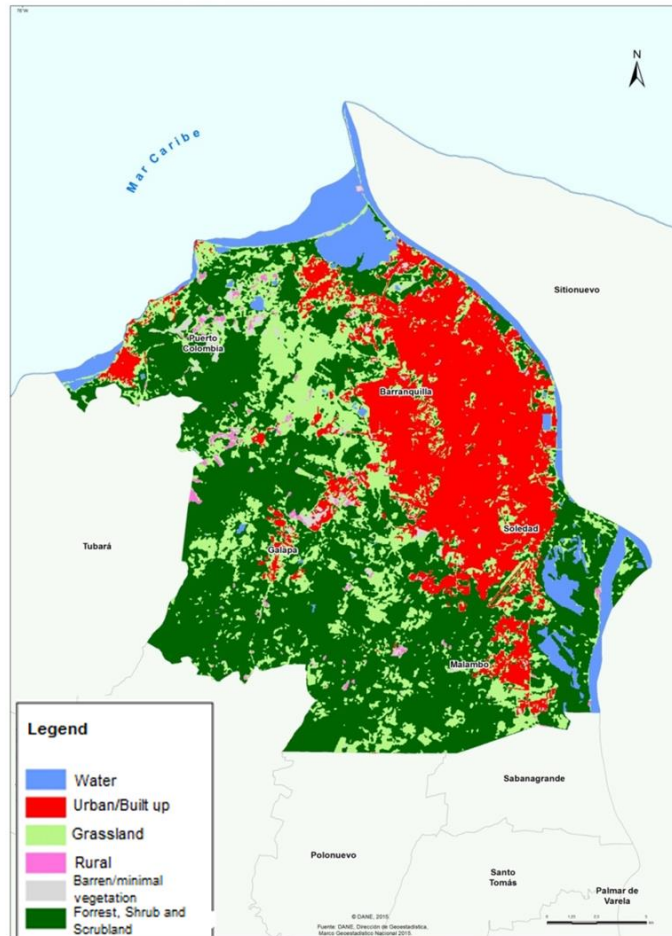 N
Mar Caribe
Sitionuevo
Puerto
Colombia
Barranquilla
Soledad
Tubará
Galapa
Malambo
Legend
Water
Urban/Built up
Grassland
Rural
Barren/minimal
vegetation
Forrest, Shrub and
Scrubland
Sabanagrande
Polonuevo
Santo
Tomás
Palmar de
Varela
© DANE, 2015.
Fuente: DANE, Dirección de Geoestadística,
Marco Geoestadístico Nacional 2015.